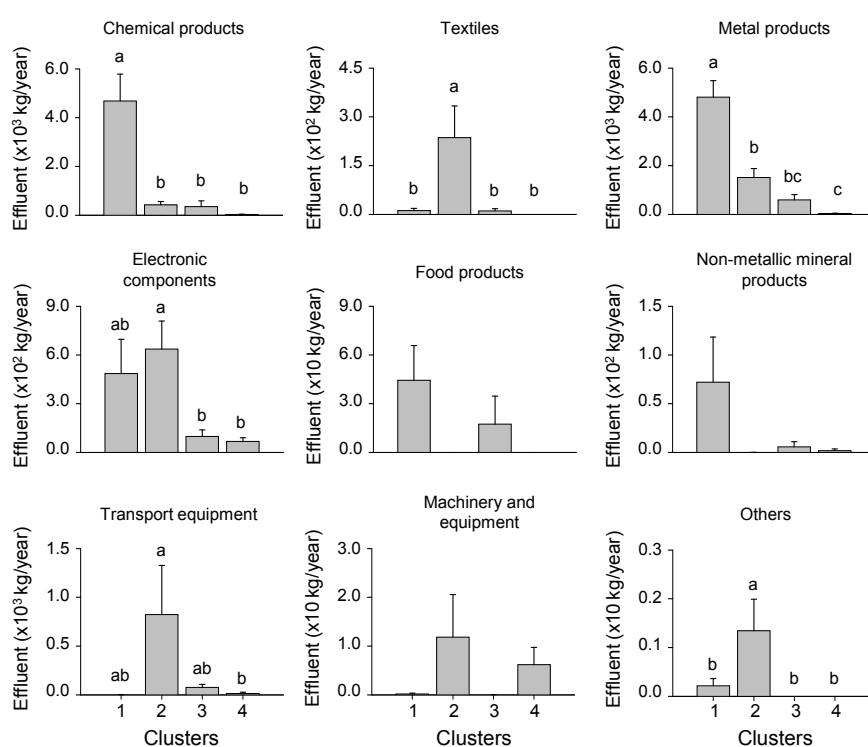 Chemical products
Textiles
Metal products
Effluent (x10³ kg/year)
6.0
4.0
2.0
0.0
a
b
b
b
Effluent (x10² kg/year)
4.5
3.0
1.5
0.0
b
a
b
b
Effluent (x10³ kg/year)
6.0
4.0
2.0
0.0
a
b
bc
c
Electronic
components
Food products
Non-metallic mineral
products
Effluent (x10² kg/year)
9.0
6.0
3.0
0.0
ab
a
b
b
Effluent (x10 kg/year)
9.0
6.0
3.0
0.0
Effluent (x10² kg/year)
1.5
1.0
0.5
0.0
Transport equipment
Machinery and
equipment
Others
Effluent (x10³ kg/year)
1.5
1.0
0.5
0.0
ab
a
ab
b
1 2 3 4
Clusters
Effluent (x10 kg/year)
3.0
2.0
1.0
0.0
1 2 3 4
Clusters
Effluent (x10 kg/year)
0.3
0.2
0.1
0.0
b
a
b
b
1 2 3 4
Clusters